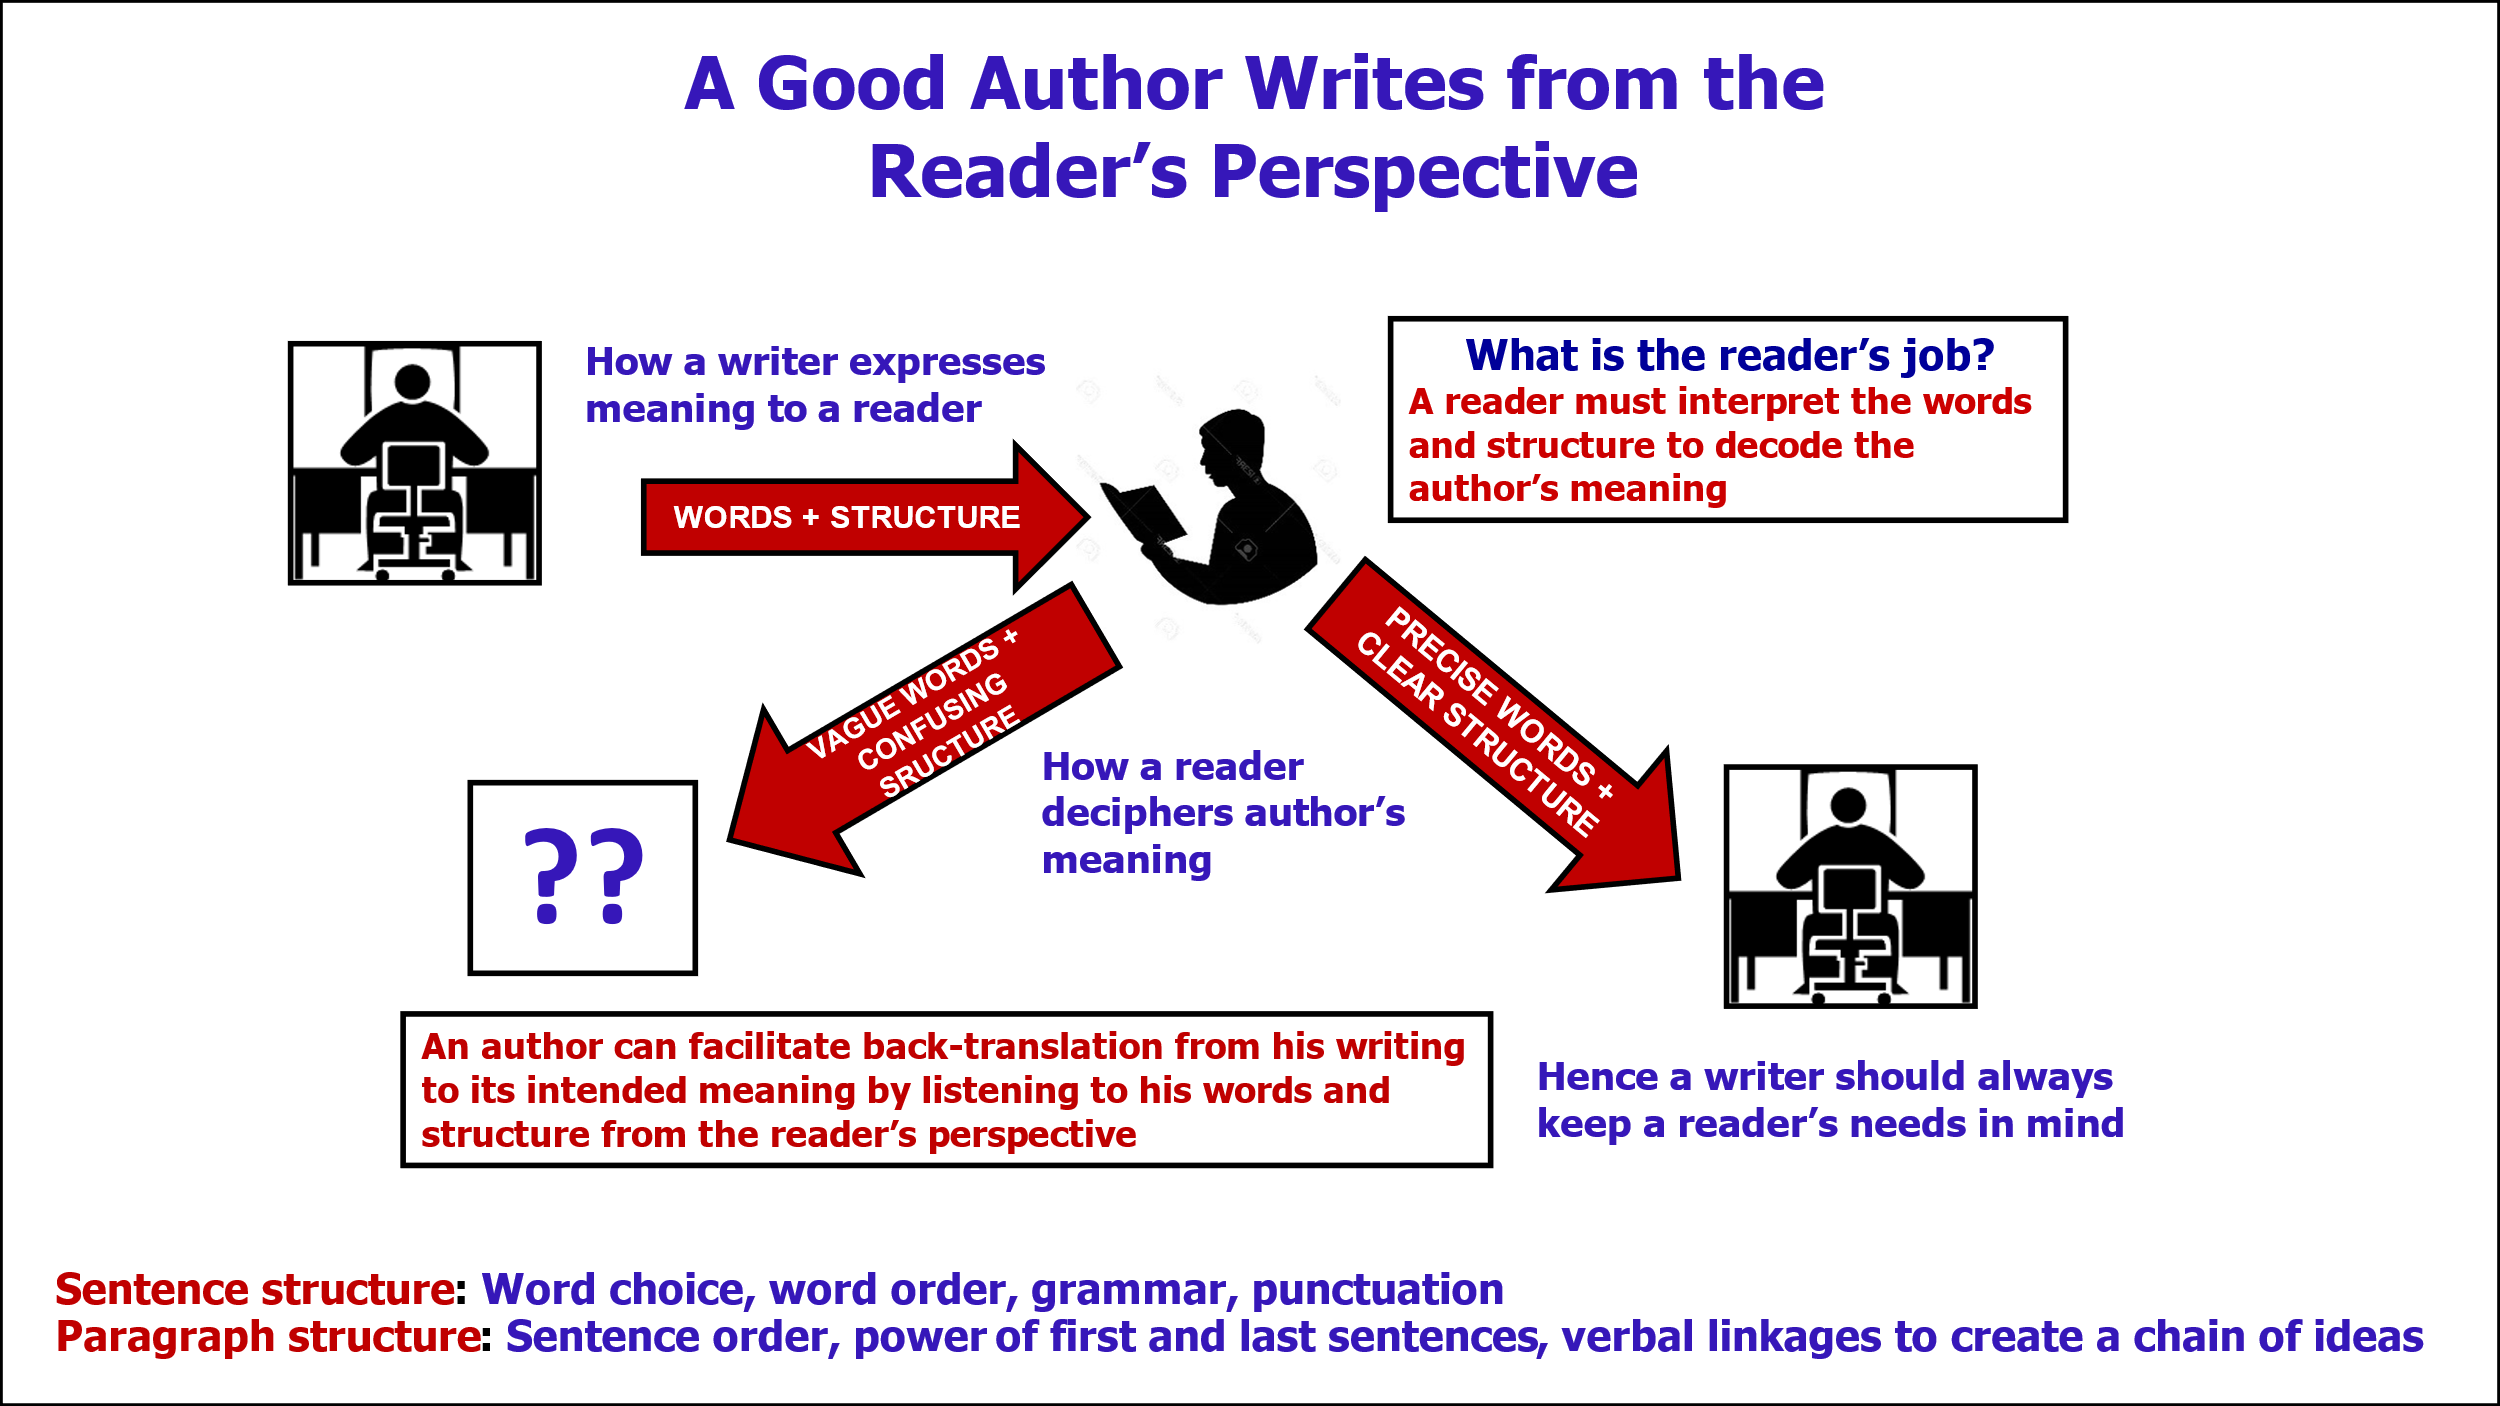 A Good Author Writes from the
Reader’s Perspective
How a writer expresses
meaning to a reader
WORDS + STRUCTURE
What is the reader’s job?
A reader must interpret the words
and structure to decode the
author’s meaning
VAGUE WORDS +
CONFUSING
SRUCTURE
PRECISE WORDS +
CLEAR STRUCTURE
How a reader
deciphers author’s
meaning
??
An author can facilitate back-translation from his writing
to its intended meaning by listening to his words and
structure from the reader’s perspective
Hence a writer should always
keep a reader’s needs in mind
Sentence structure: Word choice, word order, grammar, punctuation
Paragraph structure: Sentence order, power of first and last sentences, verbal linkages to create a chain of ideas